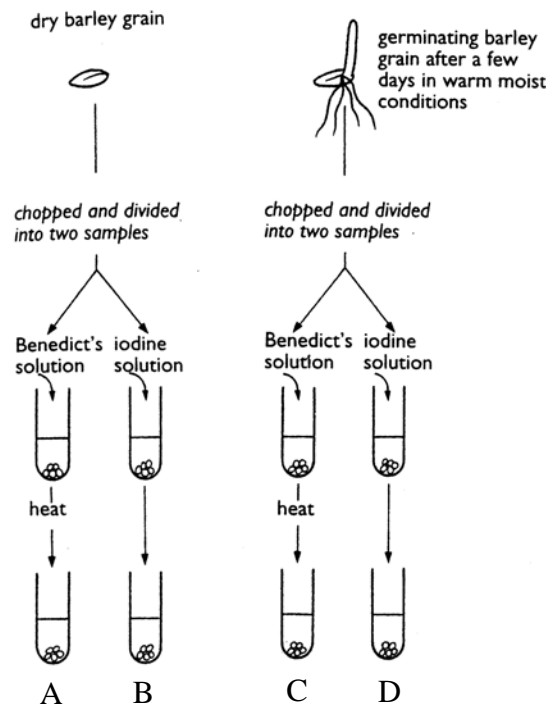 dry barley grain
germinating barley
grain after a few
days in warm moist
conditions
chopped and divided
into two samples
chopped and divided
into two samples
Benedict's
solution
iodine
solution
Benedict's
solution
iodine
solution
heat
heat
A
B
C
D